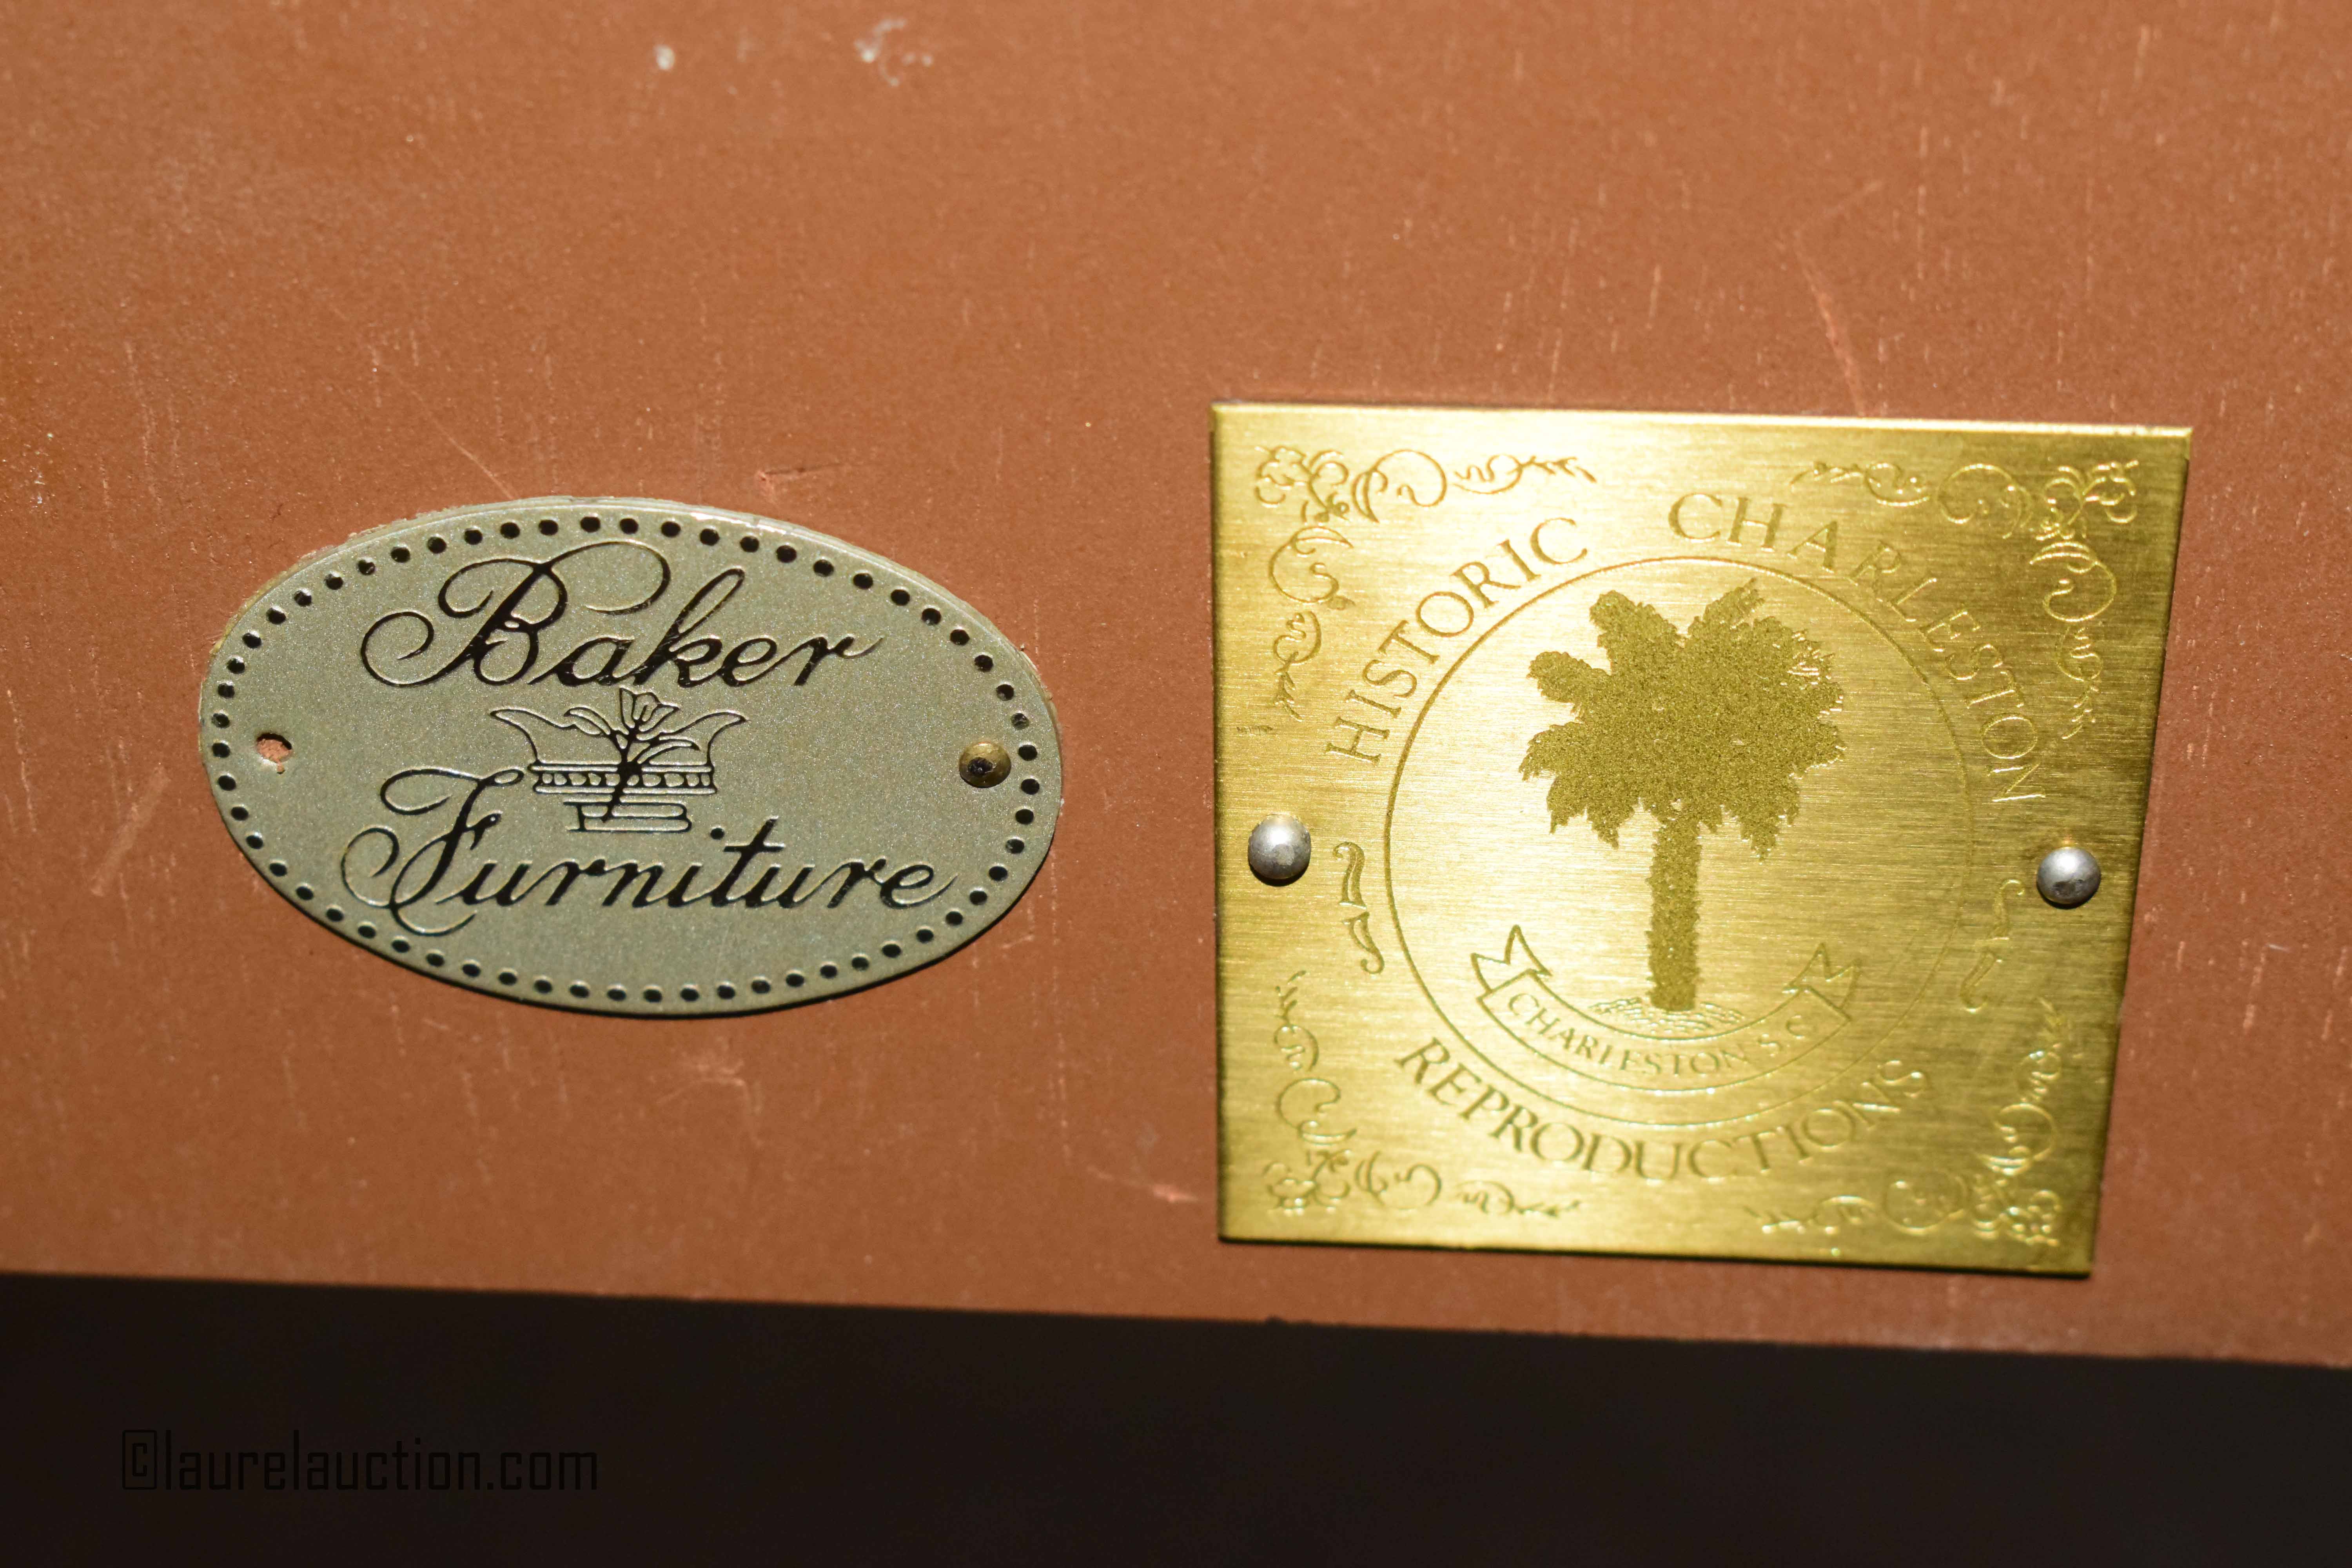 Baker
Furniture
HISTORIC CHARLESTON
CHARLESTON S.C.
REPRODUCTIONS
©laurelauction.com